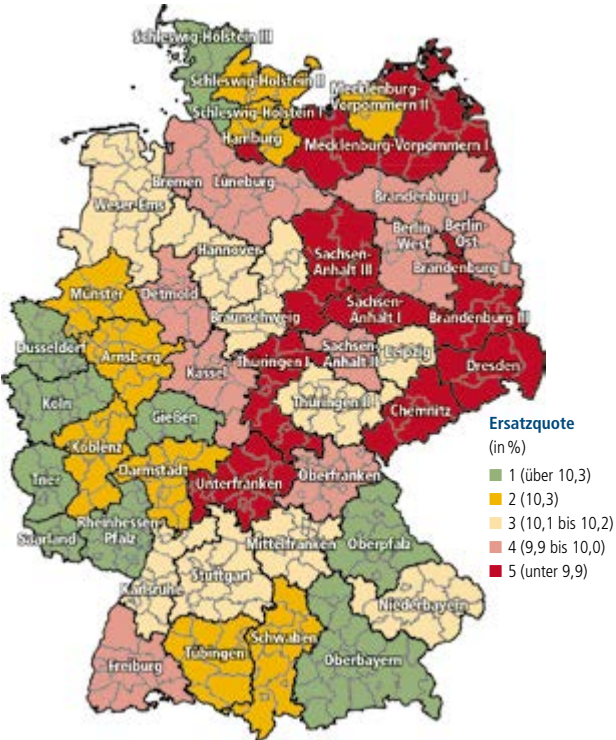 Schleswig-Holstein III
Schleswig-Holstein II
Mecklenburg-
Vorpommern II
Schleswig-Holstein I
Hamburg
Mecklenburg-Vorpommern I
Bremen
Lüneburg
Brandenburg I
Weser-Ems
Berlin-
West
Berlin-
Ost
Hannover
Sachsen-
Anhalt III
Brandenburg II
Münster
Detmold
Sachsen-
Anhalt I
Braunschweig
Brandenburg III
Düsseldorf
Arnsberg
Sachsen-
Anhalt II
Leipzig
Thüringen I
Kassel
Dresden
Köln
Gießen
Thüringen II
Chemnitz
Koblenz
Darmstadt
Oberfranken
Trier
Unterfranken
Rheinhessen-
Pfalz
Saarland
Mittelfranken
Oberpfalz
Stuttgart
Karlsruhe
Niederbayern
Schwaben
Tübingen
Oberbayern
Freiburg
Ersatzquote
(in %)
1 (über 10,3)
2 (10,3)
3 (10,1 bis 10,2)
4 (9,9 bis 10,0)
5 (unter 9,9)